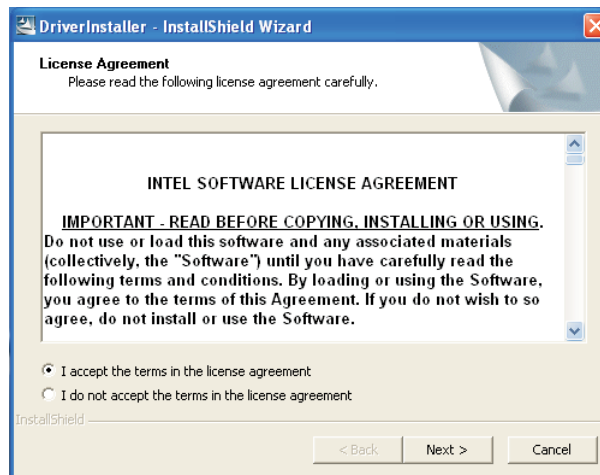 DriverInstaller - InstallShield Wizard
License Agreement
Please read the following license agreement carefully.
INTEL SOFTWARE LICENSE AGREEMENT
IMPORTANT - READ BEFORE COPYING, INSTALLING OR USING.
Do not use or load this software and any associated materials
(collectively, the "Software") until you have carefully read the
following terms and conditions. By loading or using the Software,
you agree to the terms of this Agreement. If you do not wish to so
agree, do not install or use the Software.
I accept the terms in the license agreement
I do not accept the terms in the license agreement
InstallShield
< Back
Next >
Cancel